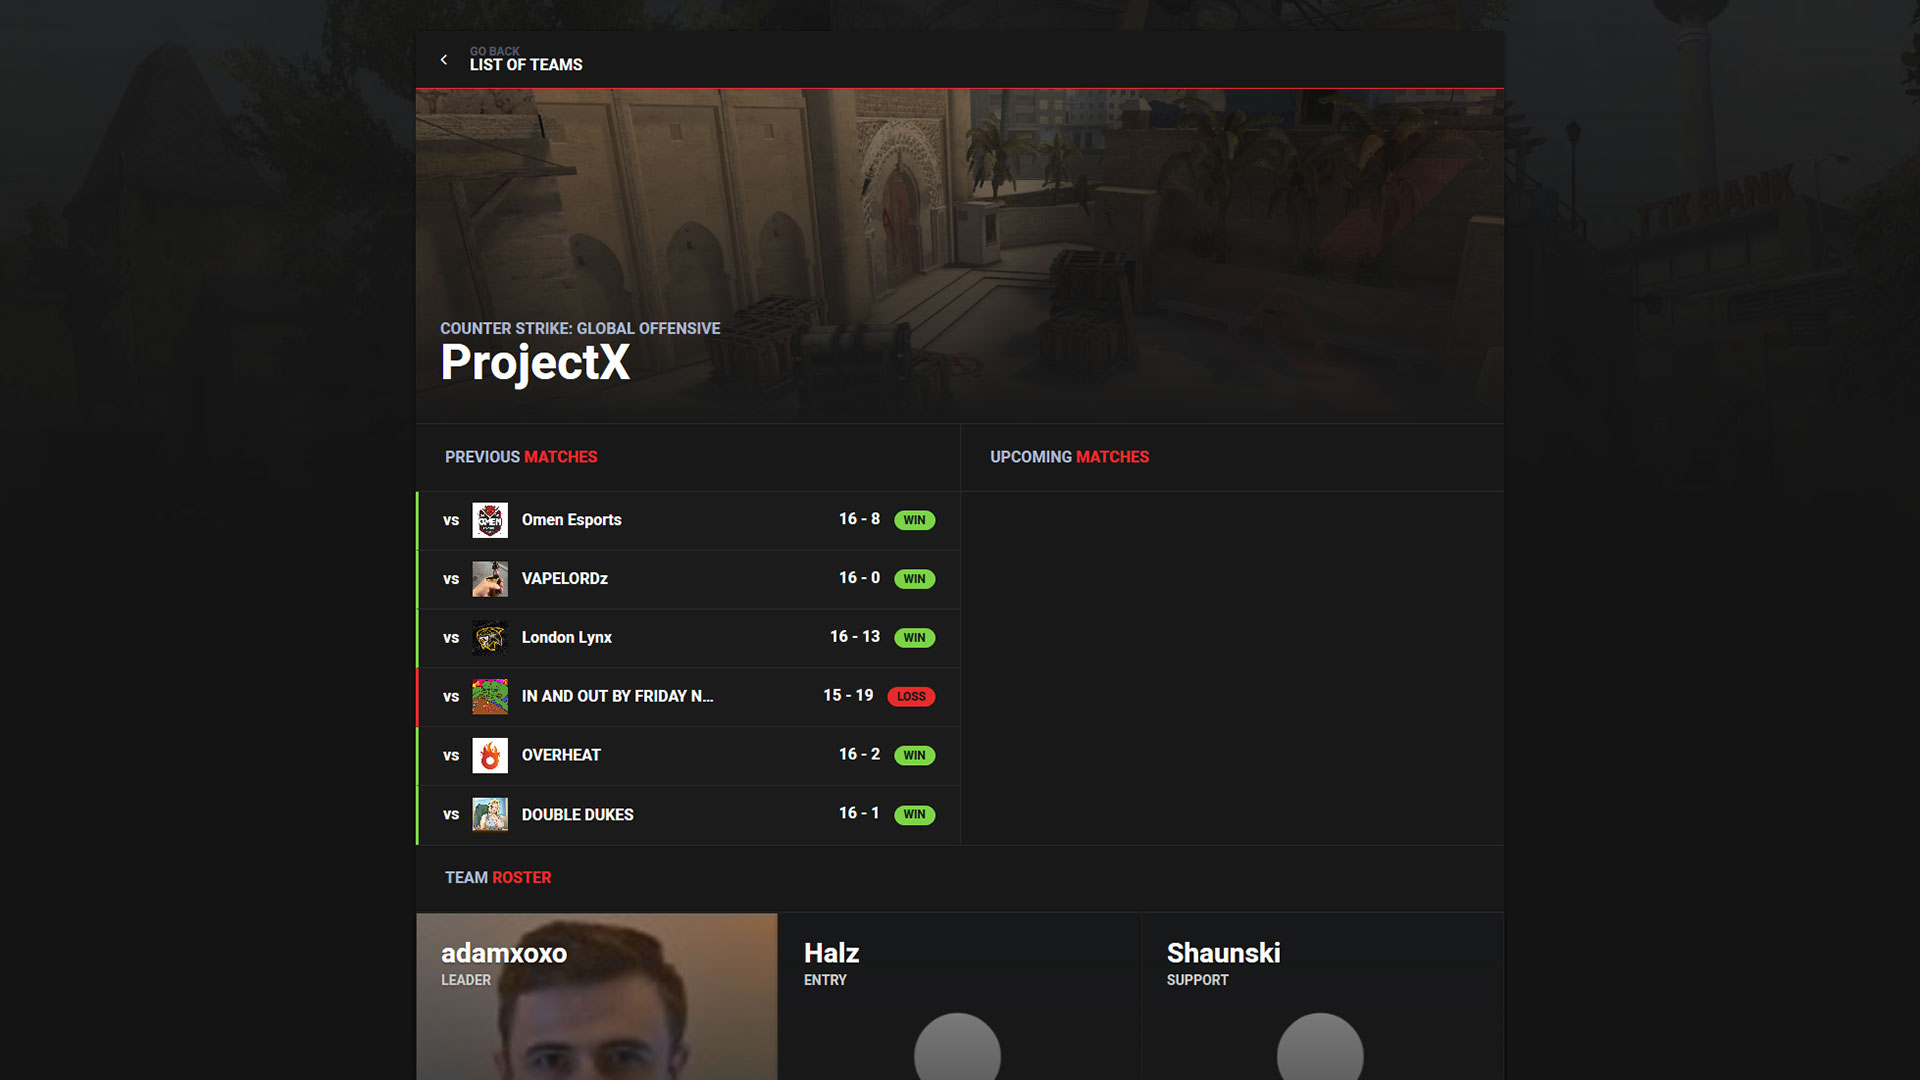 GO BACK
LIST OF TEAMS
TTK BANK
COUNTER STRIKE: GLOBAL OFFENSIVE
ProjectX
PREVIOUS MATCHES
UPCOMING MATCHES
vs OMEN Omen Esports 16 - 8 WIN
vs VAPELORDz 16 - 0 WIN
vs London Lynx 16 - 13 WIN
vs IN AND OUT BY FRIDAY N... 15 - 19 LOSS
vs OVERHEAT 16 - 2 WIN
vs DOUBLE DUKES 16 - 1 WIN
TEAM ROSTER
adamxoxo
LEADER
Halz
ENTRY
Shaunski
SUPPORT